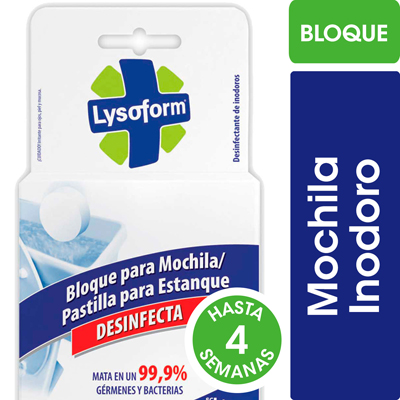 BLOQUE
Mochila
Inodoro
Lysoform®
Desinfectante de inodoros
Bloque para Mochila/
Pastilla para Estanque
DESINFECTA
HASTA
4
SEMANAS
MATA EN UN 99,9%
GÉRMENES Y BACTERIAS